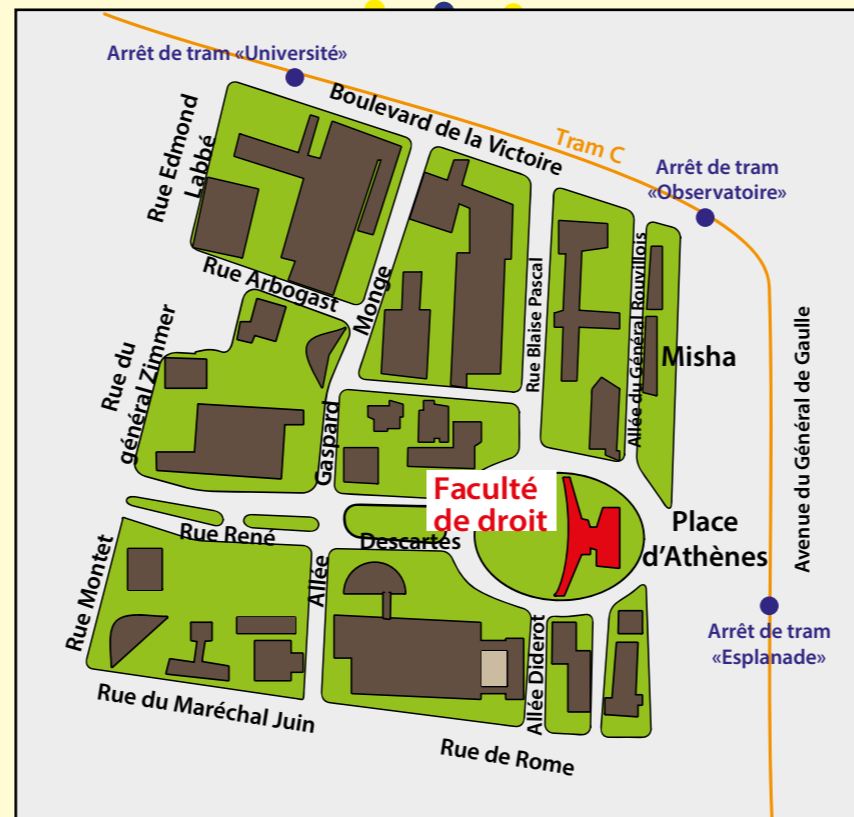 Arrêt de tram «Université»
Boulevard de la Victoire
Tram C
Arrêt de tram
«Observatoire»
Rue Edmond
Labbé
Rue Arbogast
Monge
Rue Blaise Pascal
Allée du Général Rouvillois
Misha
Avenue du Général de Gaulle
Rue du
général Zimmer
Gaspard
Faculté
de droit
Place
d'Athènes
Rue René
Descartes
Allée
Rue Montet
Allée Diderot
Arrêt de tram
«Esplanade»
Rue du Maréchal Juin
Rue de Rome